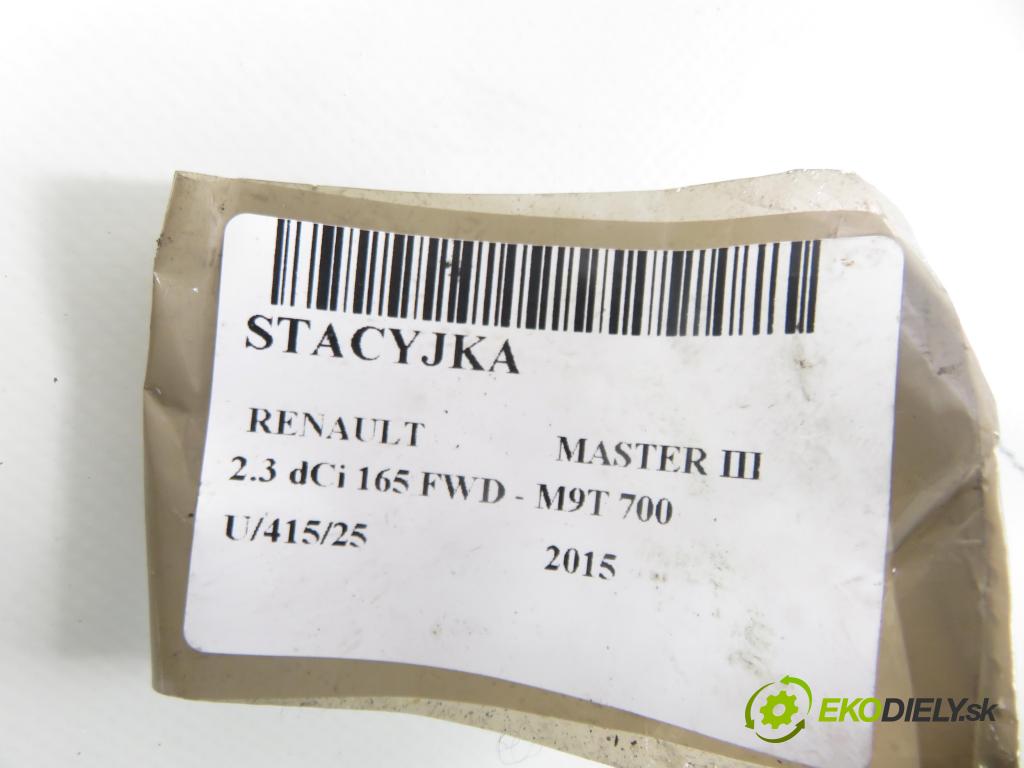 STACYJKA
RENAULT MASTER III
2.3 dCi 165 FWD - M9T 700
U/415/25 2015
EKODIELY.sk